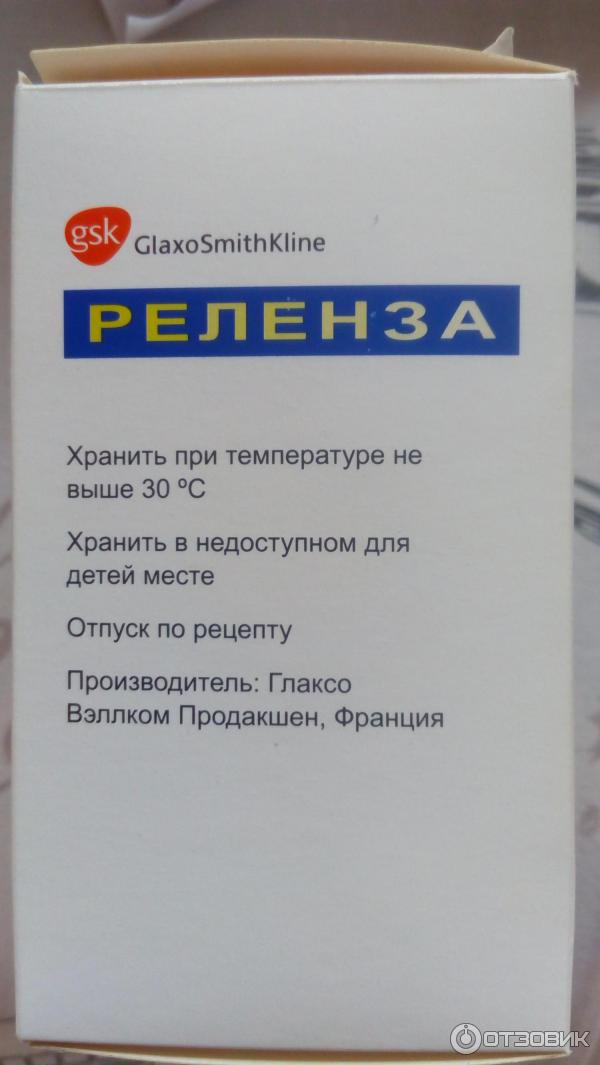 gsk GlaxoSmithKline
РЕЛЕНЗА
Хранить при температуре не
выше 30 ºC
Хранить в недоступном для
детей месте
Отпуск по рецепту
Производитель: Глаксо
Вэллком Продакшен, Франция
ОТЗОВИК